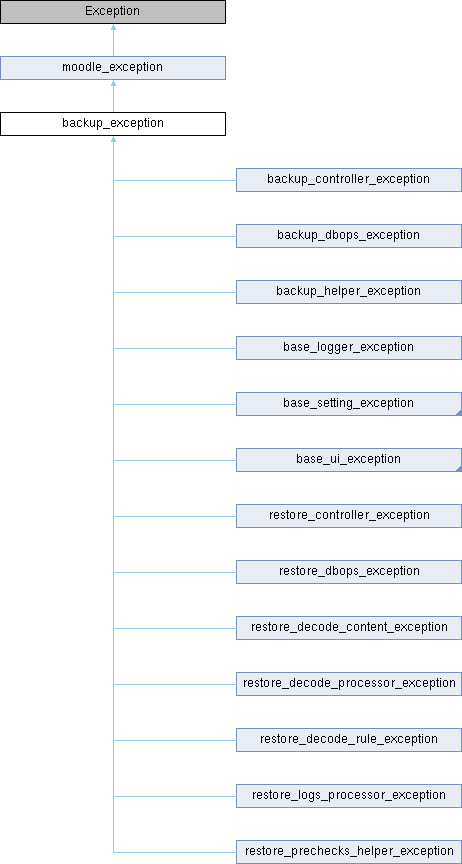 Exception
moodle_exception
backup_exception
backup_controller_exception
backup_dbops_exception
backup_helper_exception
base_logger_exception
base_setting_exception
base_ui_exception
restore_controller_exception
restore_dbops_exception
restore_decode_content_exception
restore_decode_processor_exception
restore_decode_rule_exception
restore_logs_processor_exception
restore_prechecks_helper_exception